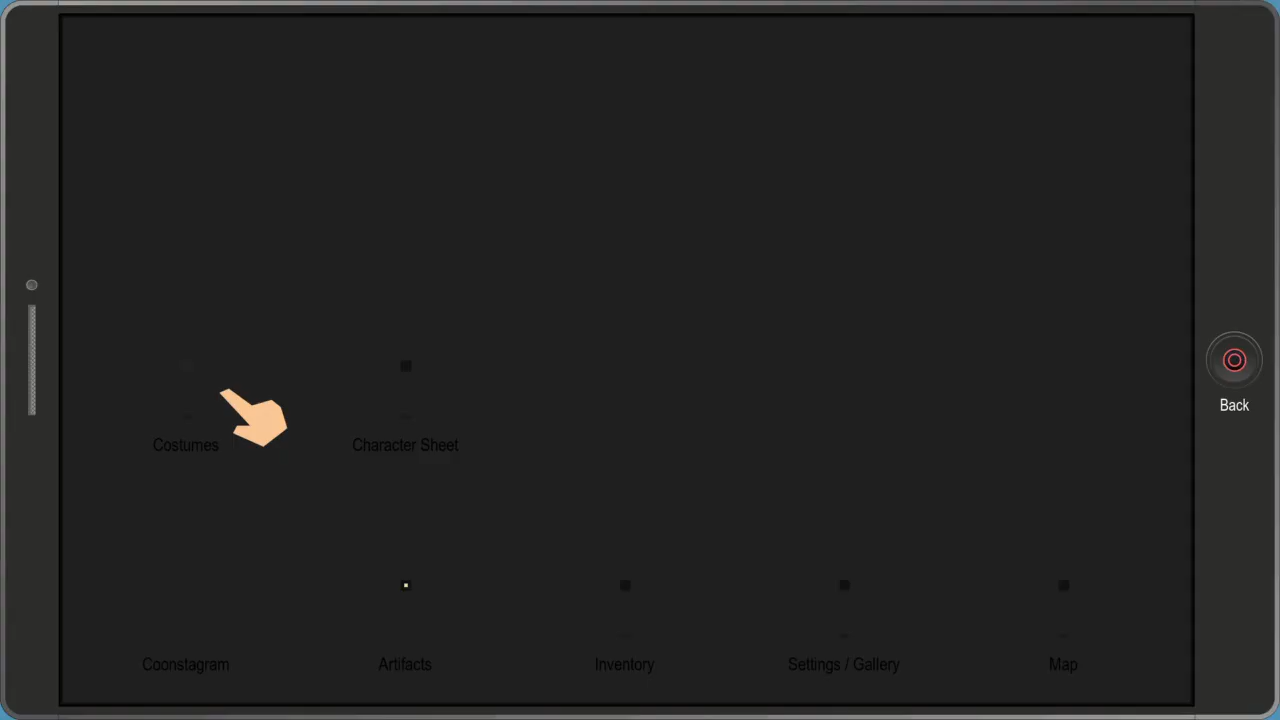 Back
Costumes
Character Sheet
Coonstagram
Artifacts
Inventory
Settings / Gallery
Map